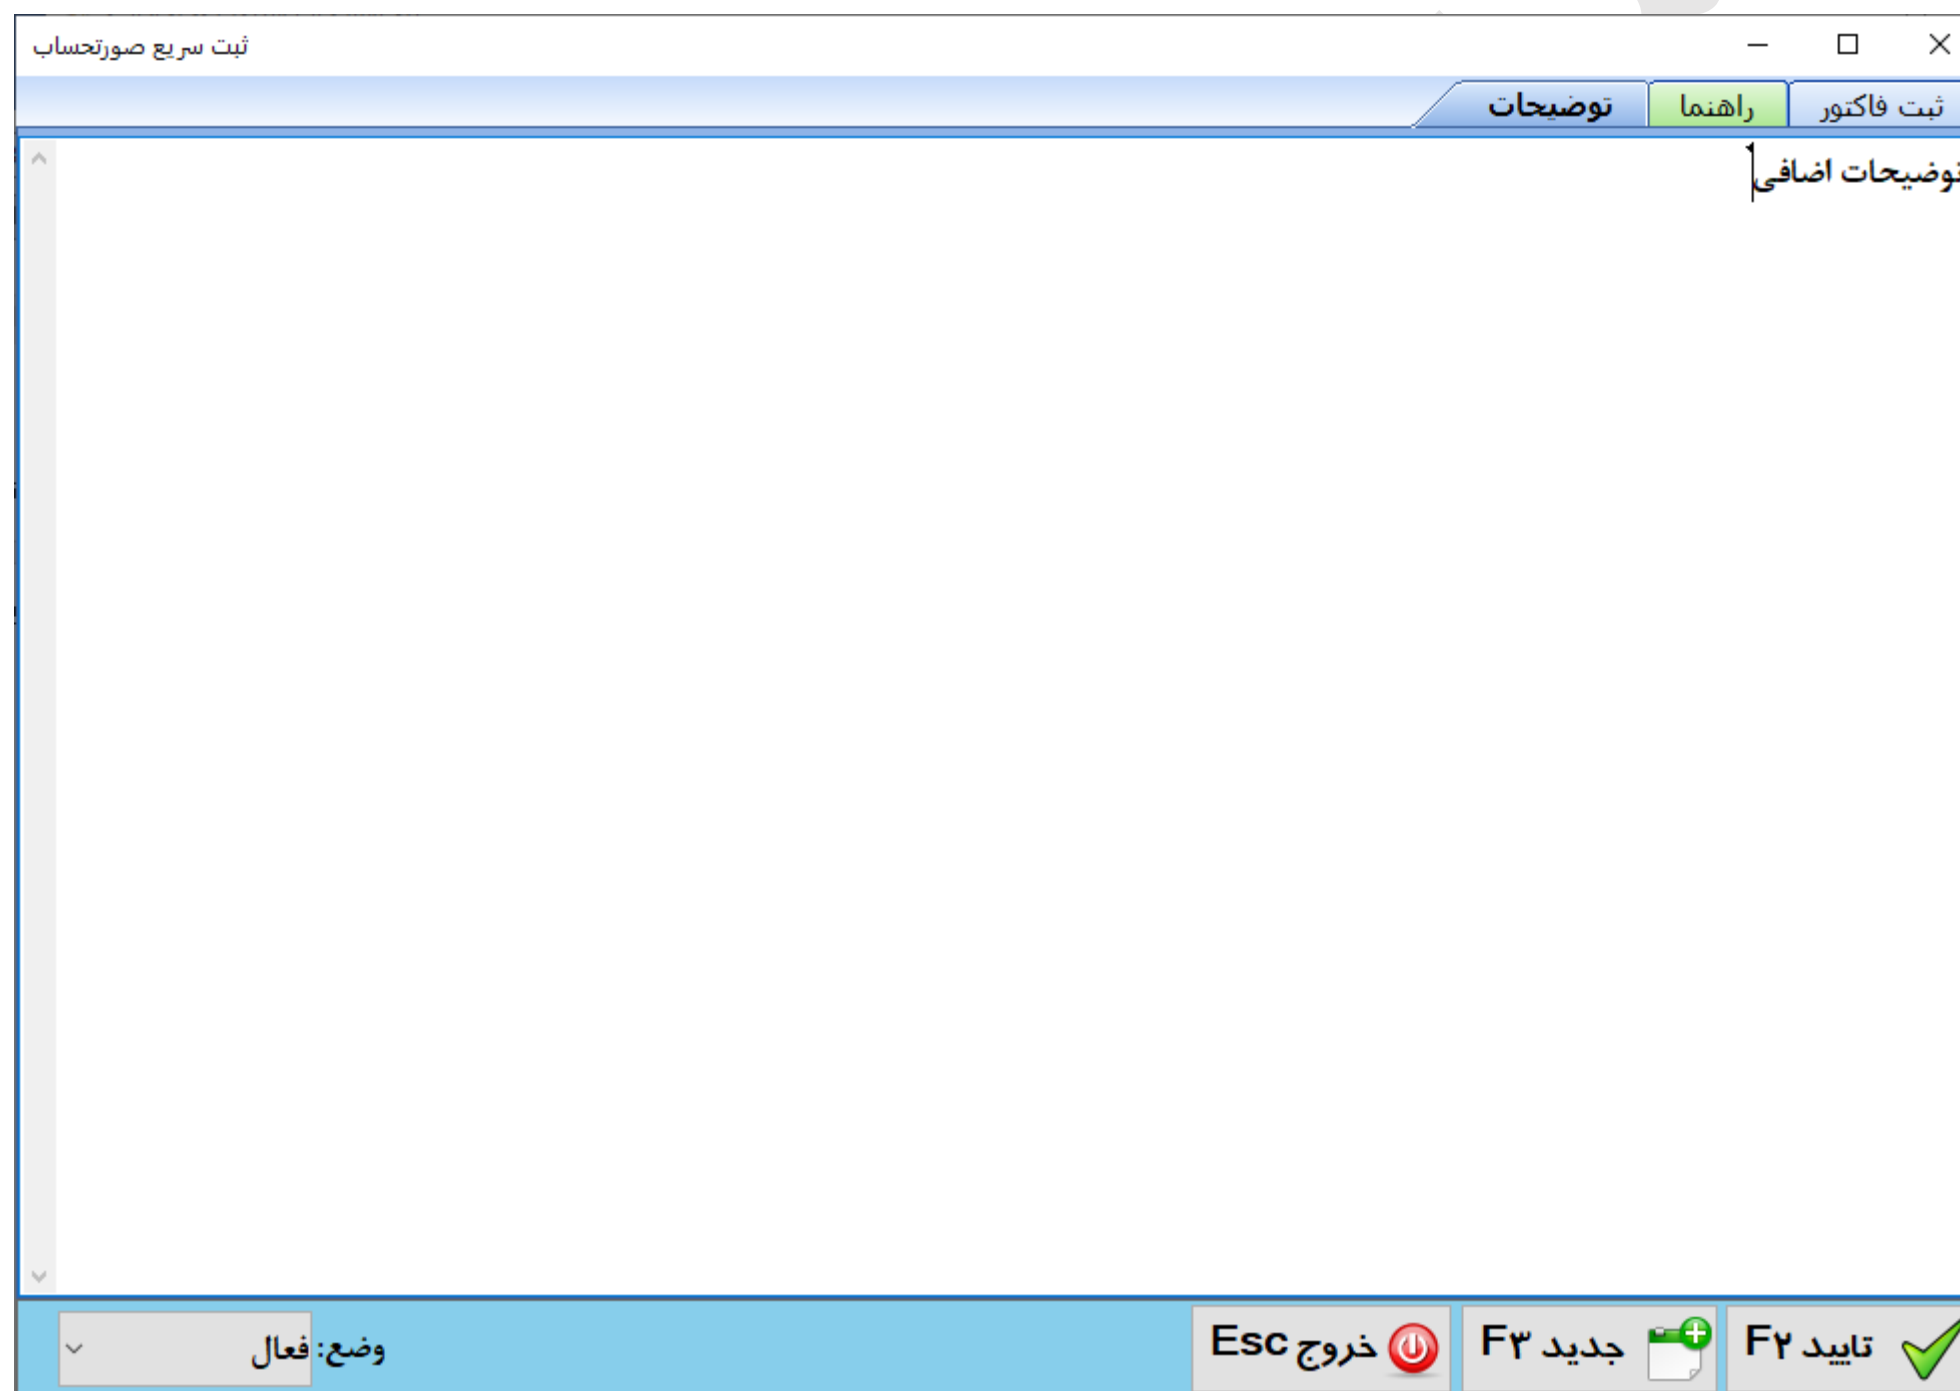 ثبت سریع صورتحساب
ثبت فاکتور
راهنما
توضیحات
توضیحات اضافی
تایید F۲
جدید F۳
خروج Esc
وضع: فعال